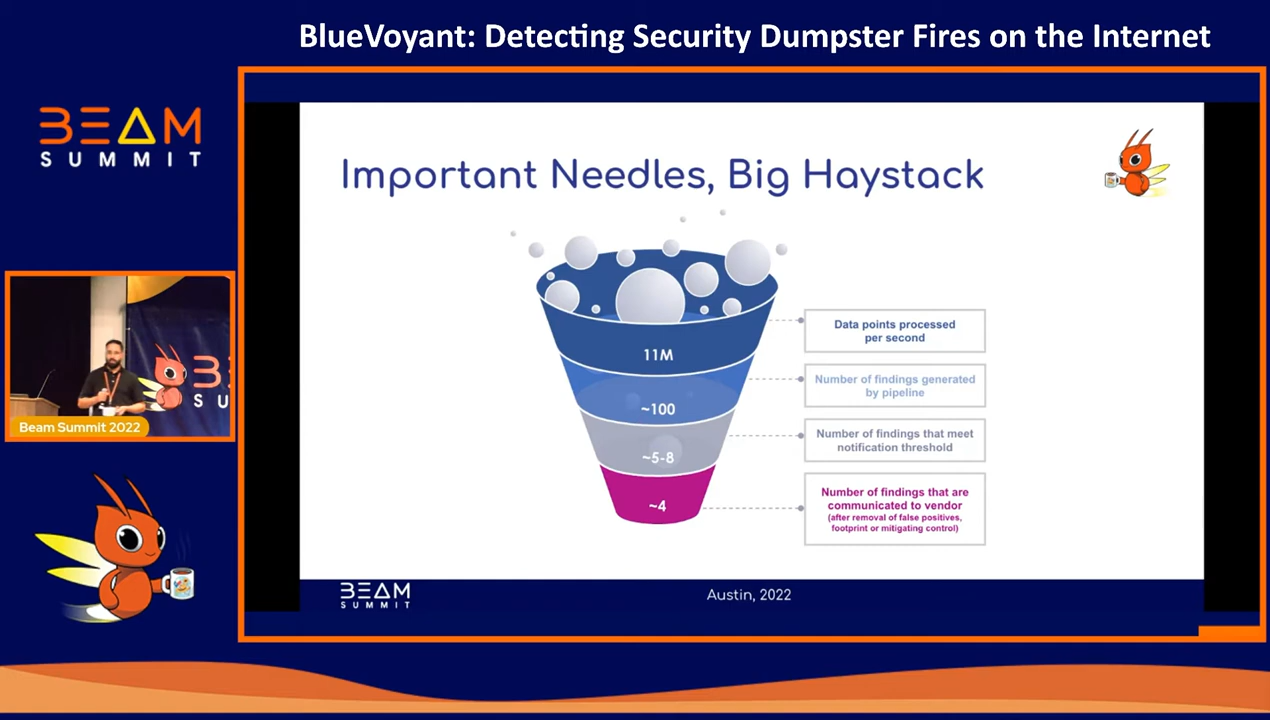 BlueVoyant: Detecting Security Dumpster Fires on the Internet
BEAM
SUMMIT
Important Needles, Big Haystack
11M
Data points processed
per second
~100
Number of findings generated
by pipeline
~5-8
Number of findings that meet
notification threshold
~4
Number of findings that are
communicated to vendor
(after removal of false positives,
footprint or mitigating control)
Beam Summit 2022
BEAM
SUMMIT
Austin, 2022